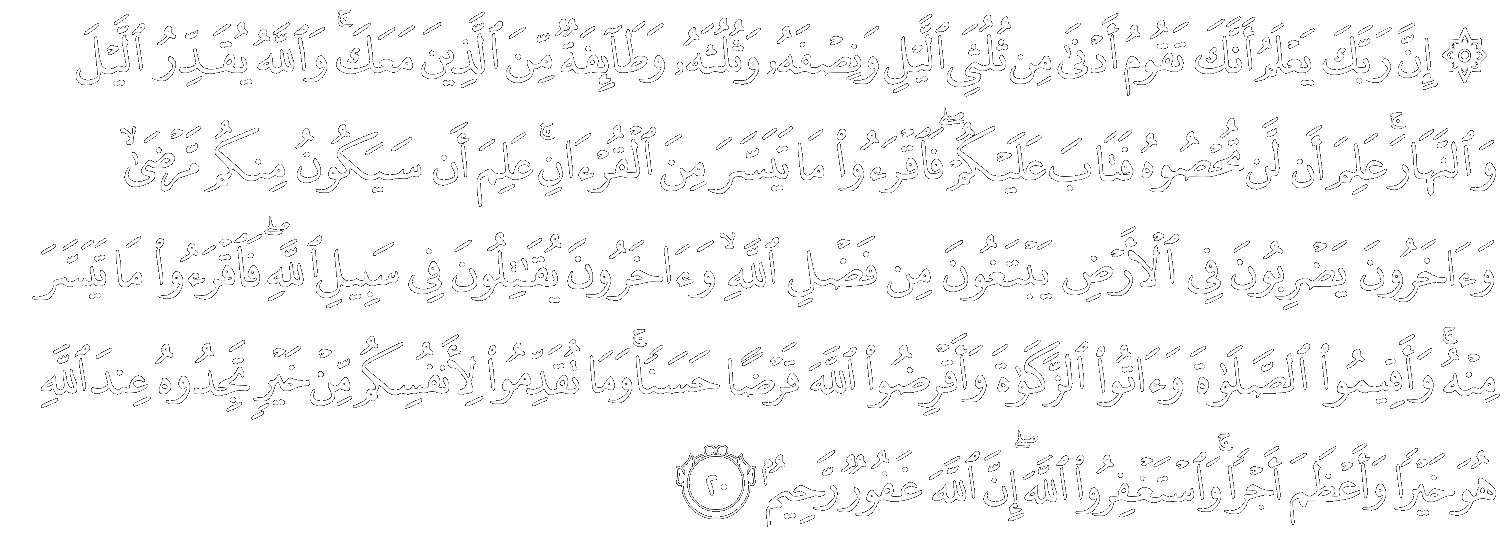 ۞ إِنَّ رَبَّكَ يَعْلَمُ أَنَّكَ تَقُومُ أَدْنَىٰ مِن ثُلُثَىِ ٱلَّيْلِ وَنِصْفَهُۥ وَثُلُثَهُۥ وَطَآئِفَةٌ مِّنَ ٱلَّذِينَ مَعَكَ ۚ وَٱللَّهُ يُقَدِّرُ ٱلَّيْلَ
وَٱلنَّهَارَ ۚ عَلِمَ أَن لَّن تُحْصُوهُ فَتَابَ عَلَيْكُمْ ۖ فَٱقْرَءُوا۟ مَا تَيَسَّرَ مِنَ ٱلْقُرْءَانِ ۚ عَلِمَ أَن سَيَكُونُ مِنكُم مَّرْضَىٰ ۙ
وَءَاخَرُونَ يَضْرِبُونَ فِى ٱلْأَرْضِ يَبْتَغُونَ مِن فَضْلِ ٱللَّهِ ۙ وَءَاخَرُونَ يُقَٰتِلُونَ فِى سَبِيلِ ٱللَّهِ ۖ فَٱقْرَءُوا۟ مَا تَيَسَّرَ
مِنْهُ ۚ وَأَقِيمُوا۟ ٱلصَّلَوٰةَ وَءَاتُوا۟ ٱلزَّكَوٰةَ وَأَقْرِضُوا۟ ٱللَّهَ قَرْضًا حَسَنًا ۚ وَمَا تُقَدِّمُوا۟ لِأَنفُسِكُم مِّنْ خَيْرٍ تَجِدُوهُ عِندَ ٱللَّهِ
هُوَ خَيْرًا وَأَعْظَمَ أَجْرًا ۚ وَٱسْتَغْفِرُوا۟ ٱللَّهَ ۖ إِنَّ ٱللَّهَ غَفُورٌ رَّحِيمٌۢ ٢٠